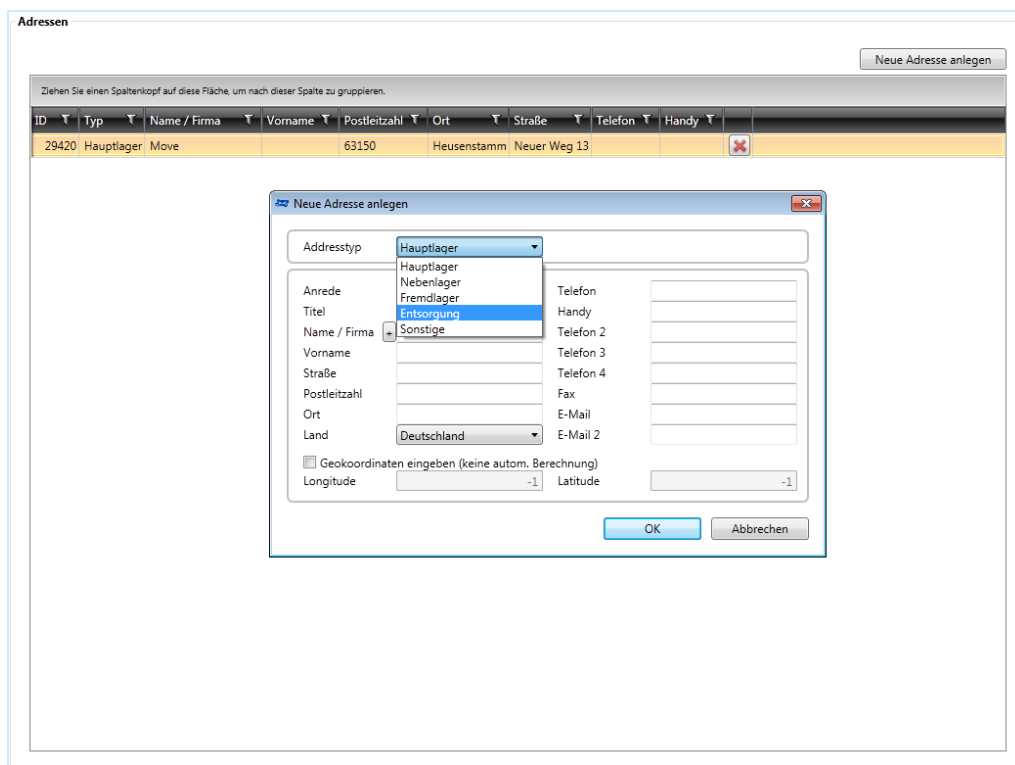 Adressen
Neue Adresse anlegen
Ziehen Sie einen Spaltenkopf auf diese Fläche, um nach dieser Spalte zu gruppieren.
ID Typ Name / Firma Vorname Postleitzahl Ort Straße Telefon Handy
29420 Hauptlager Move 63150 Heusenstamm Neuer Weg 13
Neue Adresse anlegen
Addresstyp Hauptlager
Hauptlager
Nebenlager
Fremdlager
Entsorgung
Sonstige
Anrede Telefon
Titel Handy
Name / Firma + Telefon 2
Vorname Telefon 3
Straße Telefon 4
Postleitzahl Fax
Ort E-Mail
Land Deutschland E-Mail 2
Geokoordinaten eingeben (keine autom. Berechnung)
Longitude -1 Latitude -1
OK Abbrechen